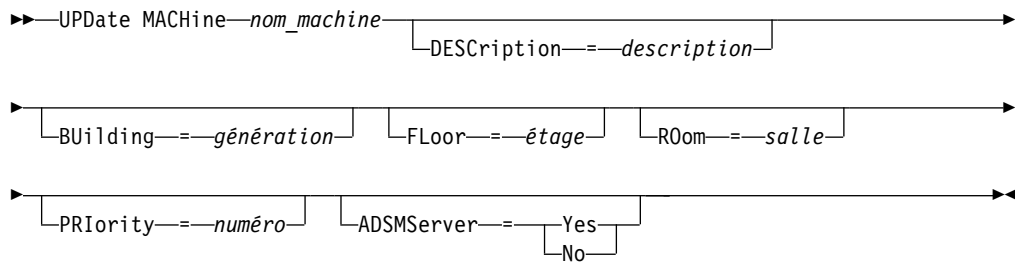 UPDate MACHine nom_machine
DESCription = description
BUilding = génération FLoor = étage ROom = salle
PRIority = numéro ADSMServer = Yes
No